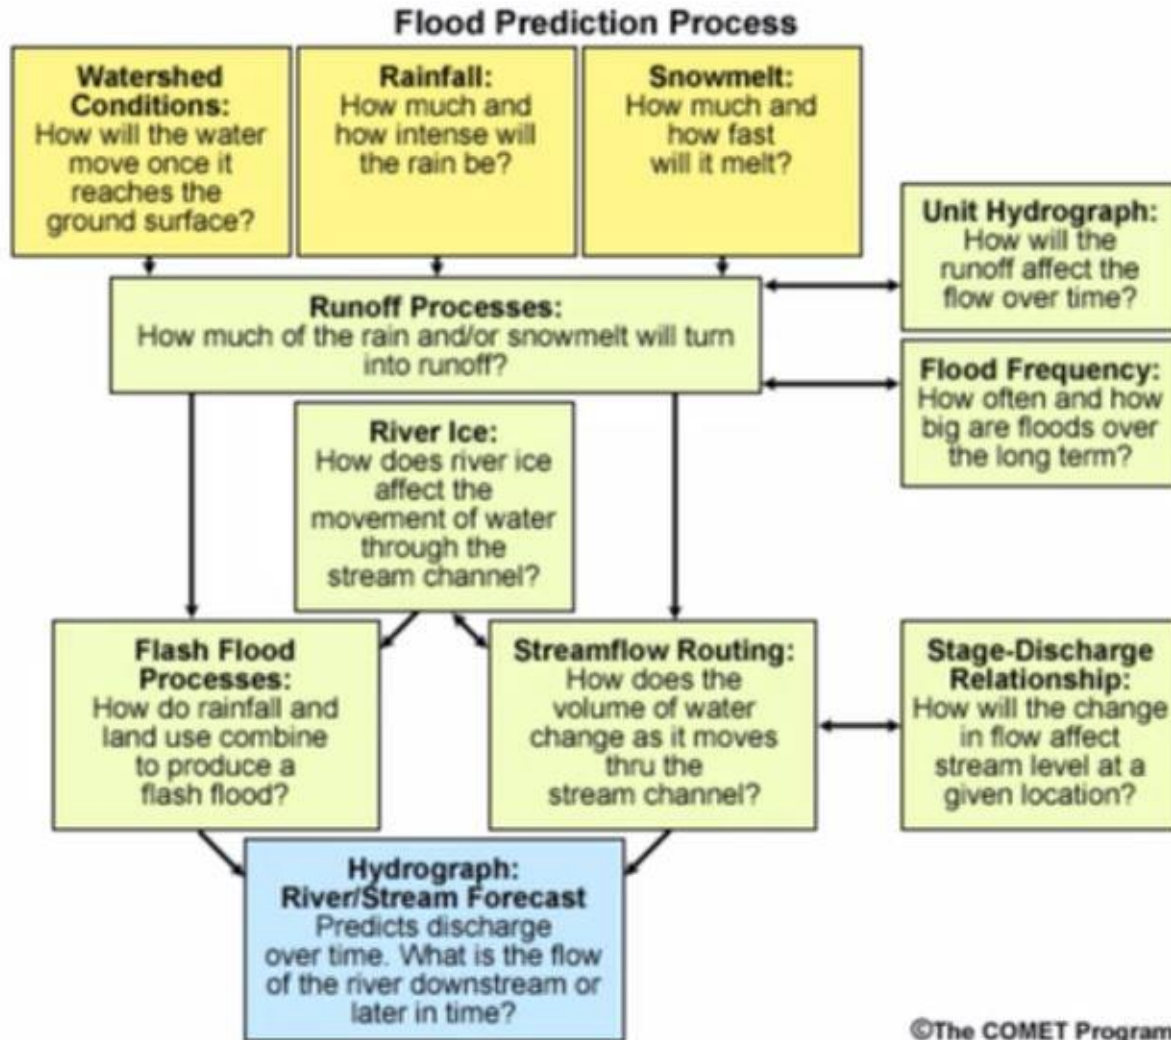 Flood Prediction Process
Watershed
Conditions:
How will the water
move once it
reaches the
ground surface?
Rainfall:
How much and
how intense will
the rain be?
Snowmelt:
How much and
how fast
will it melt?
Unit Hydrograph:
How will the
runoff affect the
flow over time?
Runoff Processes:
How much of the rain and/or snowmelt will turn
into runoff?
Flood Frequency:
How often and how
big are floods over
the long term?
River Ice:
How does river ice
affect the
movement of water
through the
stream channel?
Flash Flood
Processes:
How do rainfall and
land use combine
to produce a
flash flood?
Streamflow Routing:
How does the
volume of water
change as it moves
thru the
stream channel?
Stage-Discharge
Relationship:
How will the change
in flow affect
stream level at a
given location?
Hydrograph:
River/Stream Forecast
Predicts discharge
over time. What is the flow
of the river downstream or
later in time?
©The COMET Program